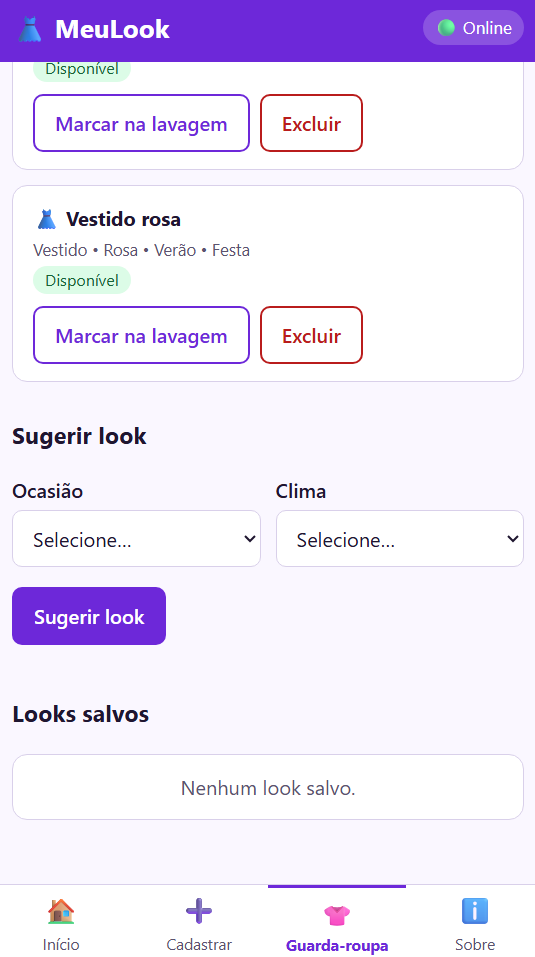 MeuLook
Online
Disponível
Marcar na lavagem
Excluir
Vestido rosa
Vestido • Rosa • Verão • Festa
Disponível
Marcar na lavagem
Excluir
Sugerir look
Ocasião
Clima
Selecione...
Selecione...
Sugerir look
Looks salvos
Nenhum look salvo.
Início
Cadastrar
Guarda-roupa
Sobre